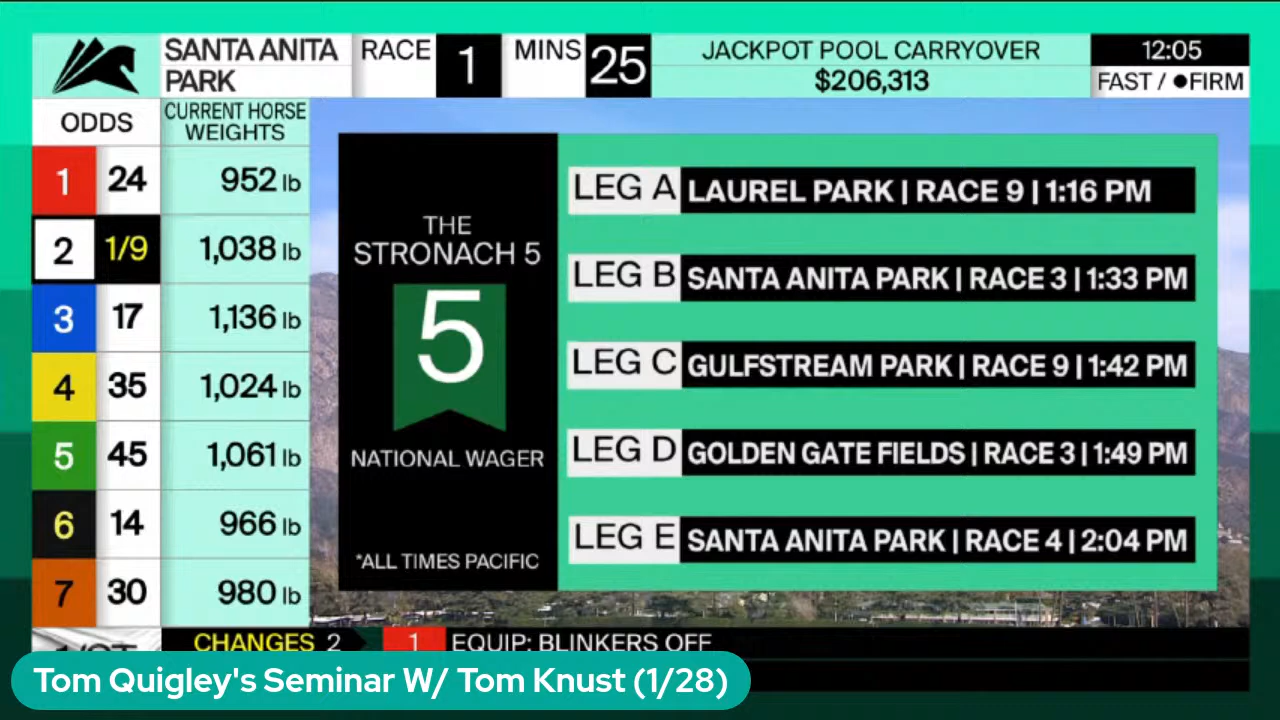 SANTA ANITA
PARK
RACE 1
MINS 25
JACKPOT POOL CARRYOVER
$206,313
12:05
FAST / ●FIRM
ODDS
CURRENT HORSE
WEIGHTS
1 24 952 lb
2 1/9 1,038 lb
3 17 1,136 lb
4 35 1,024 lb
5 45 1,061 lb
6 14 966 lb
7 30 980 lb
THE
STRONACH 5
5
NATIONAL WAGER
*ALL TIMES PACIFIC
LEG A LAUREL PARK | RACE 9 | 1:16 PM
LEG B SANTA ANITA PARK | RACE 3 | 1:33 PM
LEG C GULFSTREAM PARK | RACE 9 | 1:42 PM
LEG D GOLDEN GATE FIELDS | RACE 3 | 1:49 PM
LEG E SANTA ANITA PARK | RACE 4 | 2:04 PM
CHANGES 2 1 EQUIP: BLINKERS OFF
Tom Quigley's Seminar W/ Tom Knust (1/28)